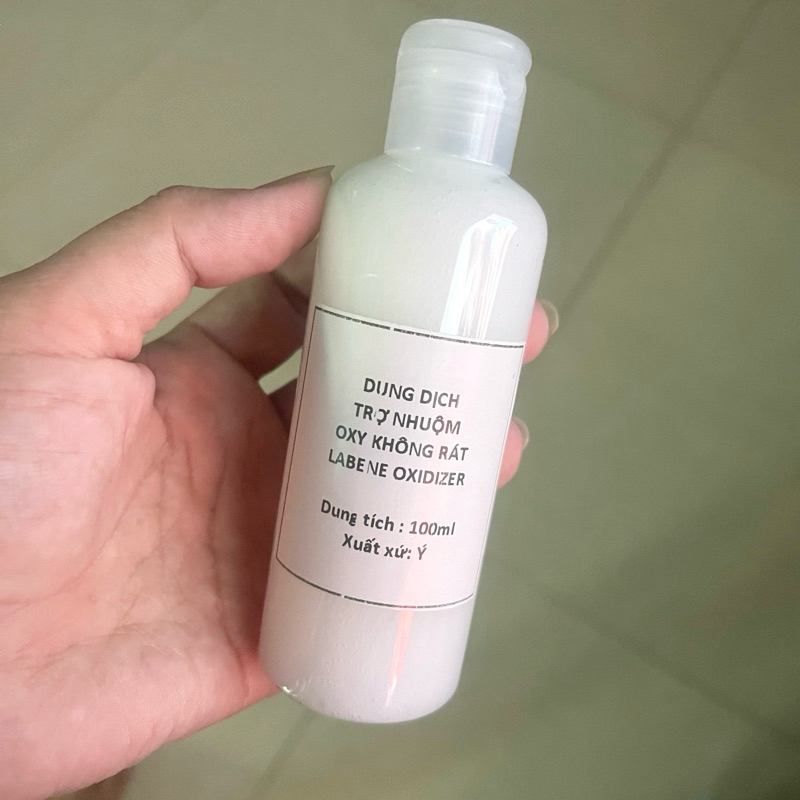 DUNG DỊCH
TRỢ NHUỘM
OXY KHÔNG RÁT
LABENE OXIDIZER
Dung tích : 100ml
Xuất xứ: Ý